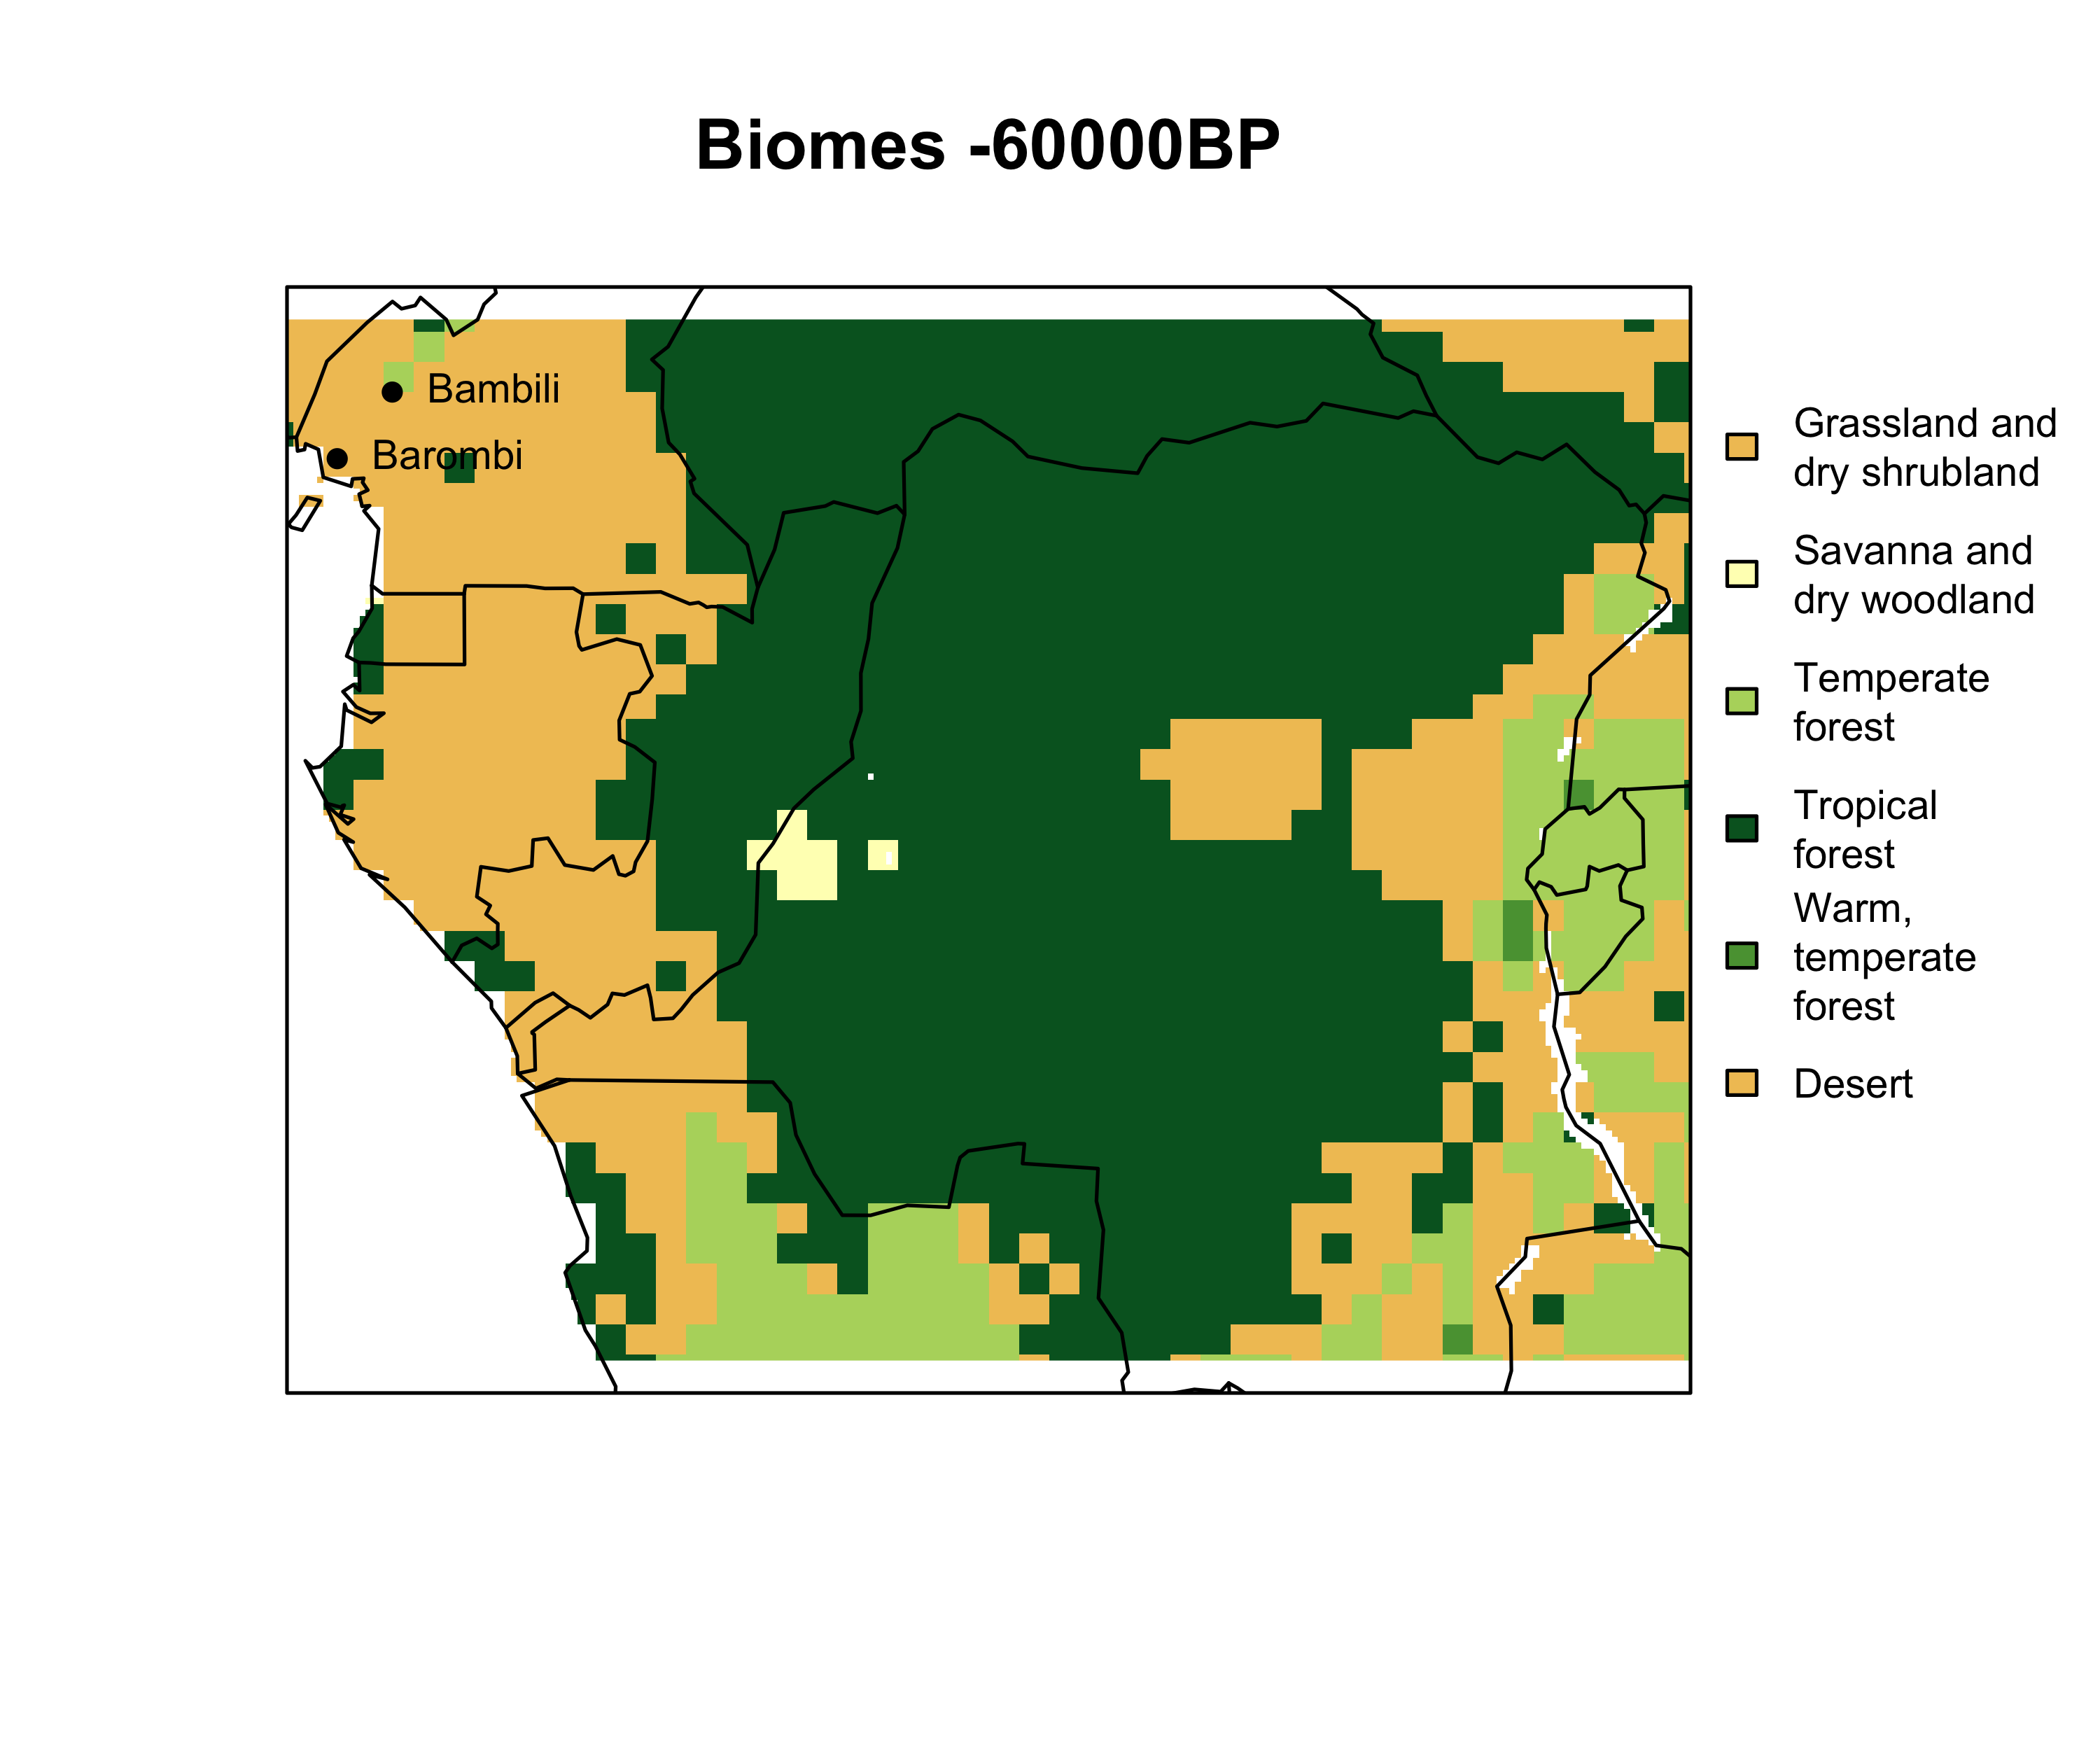 Biomes -60000BP
Bambili
Barombi
Grassland and
dry shrubland
Savanna and
dry woodland
Temperate
forest
Tropical
forest
Warm,
temperate
forest
Desert